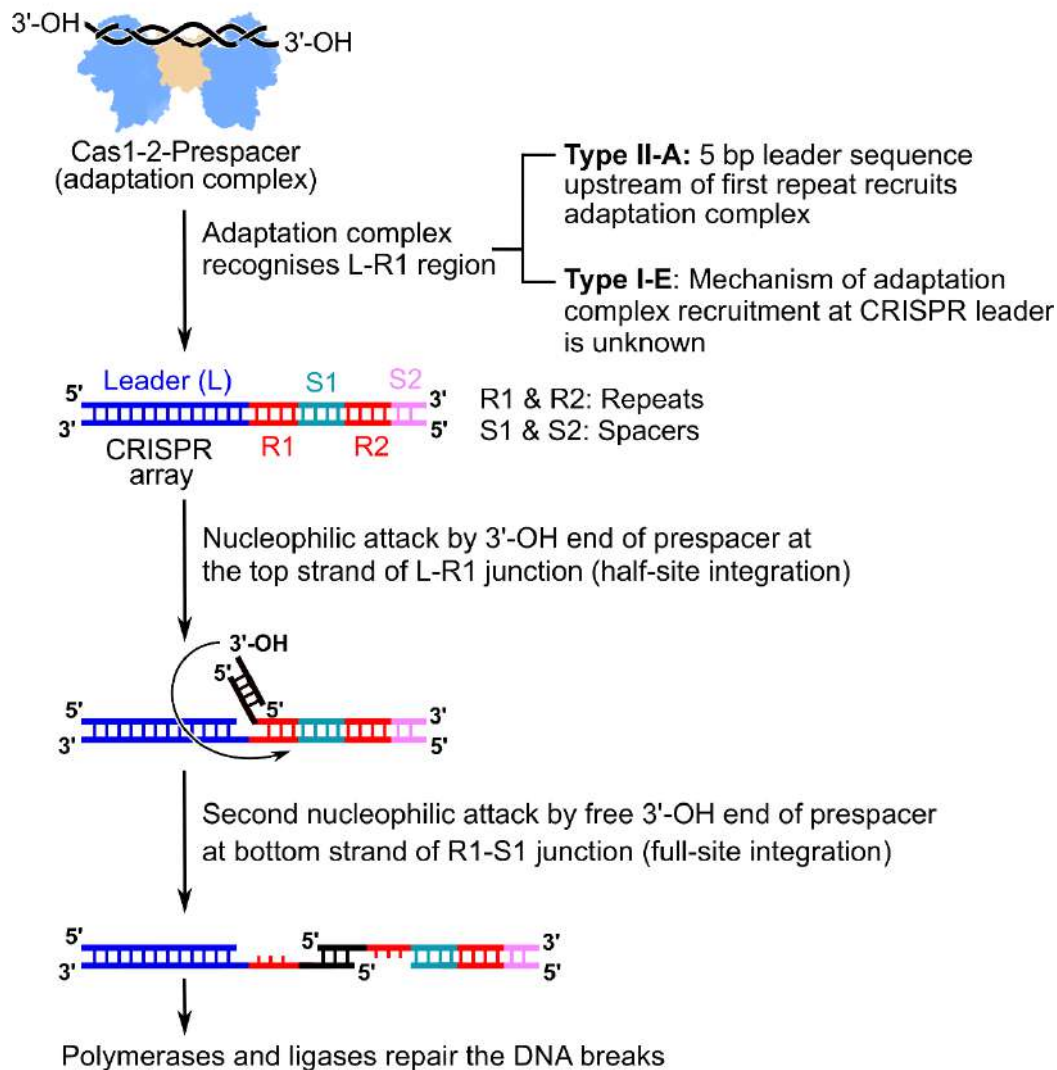 3'-OH
3'-OH
Cas1-2-Prespacer
(adaptation complex)
Adaptation complex
recognises L-R1 region
Type II-A: 5 bp leader sequence
upstream of first repeat recruits
adaptation complex
Type I-E: Mechanism of adaptation
complex recruitment at CRISPR leader
is unknown
5' Leader (L) S1 S2 3'
3' 5'
CRISPR R1 R2
array
R1 & R2: Repeats
S1 & S2: Spacers
Nucleophilic attack by 3'-OH end of prespacer at
the top strand of L-R1 junction (half-site integration)
3'-OH
5'
5'
5' 3'
3' 5'
Second nucleophilic attack by free 3'-OH end of prespacer
at bottom strand of R1-S1 junction (full-site integration)
5' 5' 3'
3' 5' 5'
Polymerases and ligases repair the DNA breaks